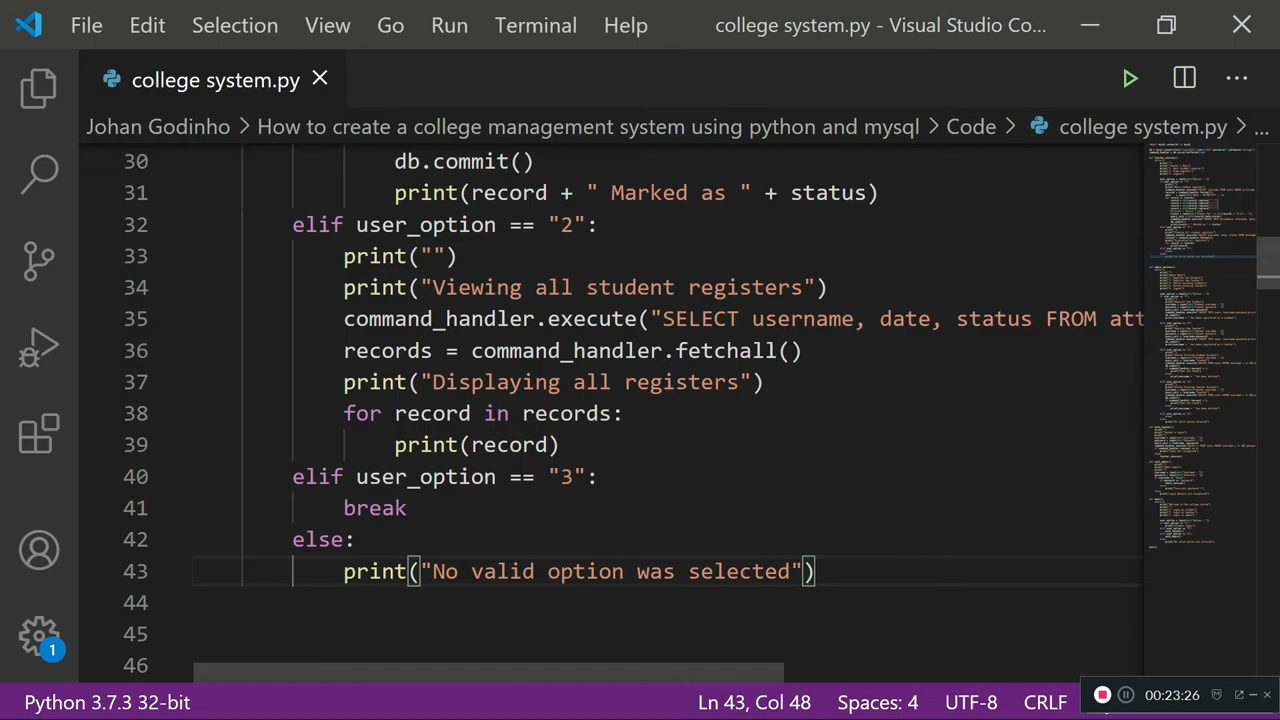 File Edit Selection View Go Run Terminal Help college system.py - Visual Studio Co...
college system.py
Johan Godinho > How to create a college management system using python and mysql > Code > college system.py > ...
30 db.commit()
31 print(record + " Marked as " + status)
32 elif user_option == "2":
33 print("")
34 print("Viewing all student registers")
35 command_handler.execute("SELECT username, date, status FROM att
36 records = command_handler.fetchall()
37 print("Displaying all registers")
38 for record in records:
39 print(record)
40 elif user_option == "3":
41 break
42 else:
43 print("No valid option was selected")
44
45
46
1
Python 3.7.3 32-bit Ln 43, Col 48 Spaces: 4 UTF-8 CRLF 00:23:26